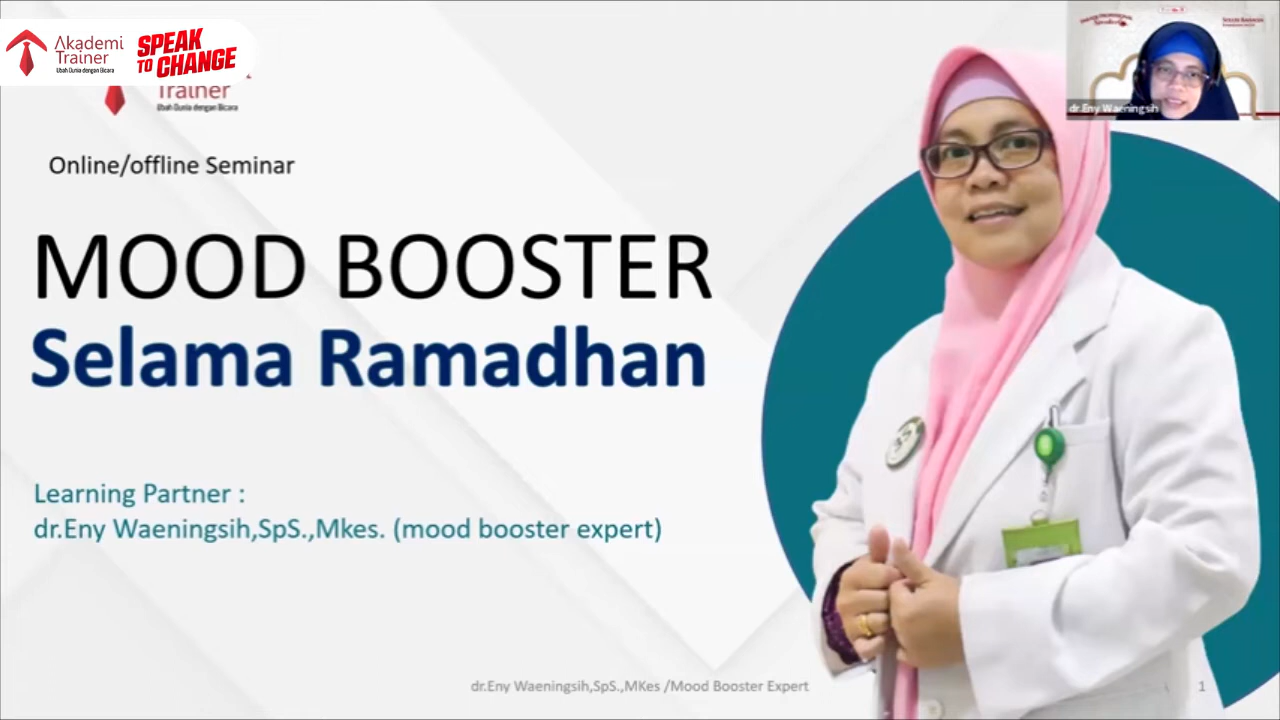 Akademi
Trainer
Ubah Dunia dengan Bicara
SPEAK
TO CHANGE
Trainer
Ubah Dunia dengan Bicara
dr.Eny Waeningsih
Online/offline Seminar
MOOD BOOSTER
Selama Ramadhan
Learning Partner :
dr.Eny Waeningsih,SpS.,Mkes. (mood booster expert)
dr.Eny Waeningsih,SpS.,MKes /Mood Booster Expert
1